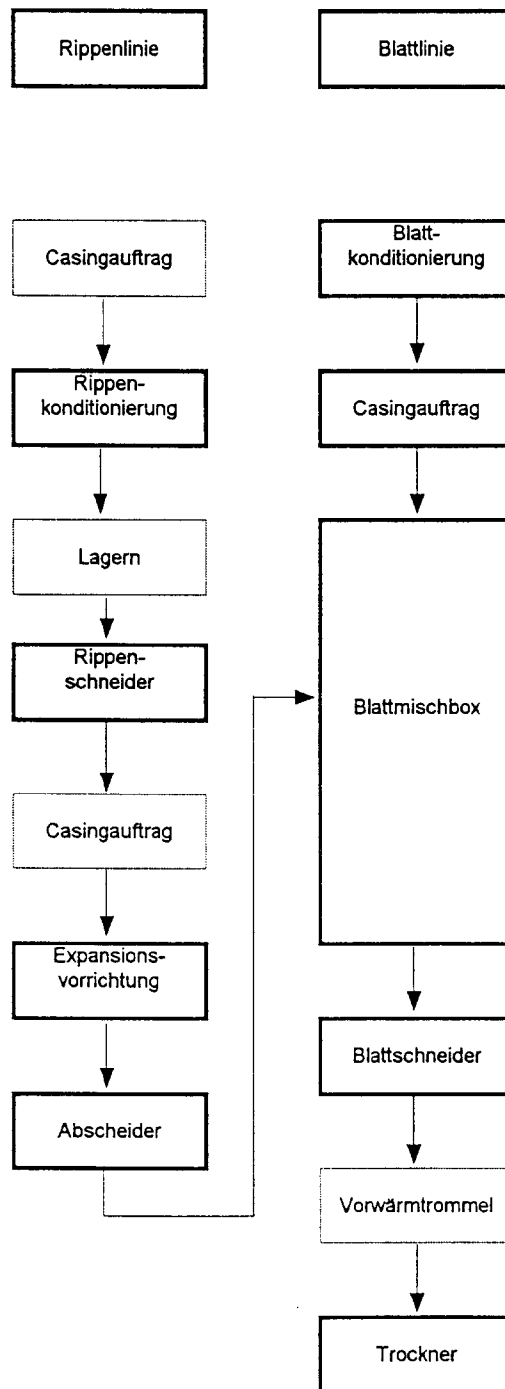 Rippenlinie
Blattlinie
Casingauftrag
Rippen-
konditionierung
Lagern
Rippen-
schneider
Casingauftrag
Expansions-
vorrichtung
Abscheider
Blatt-
konditionierung
Casingauftrag
Blattmischbox
Blattschneider
Vorwärmtrommel
Trockner